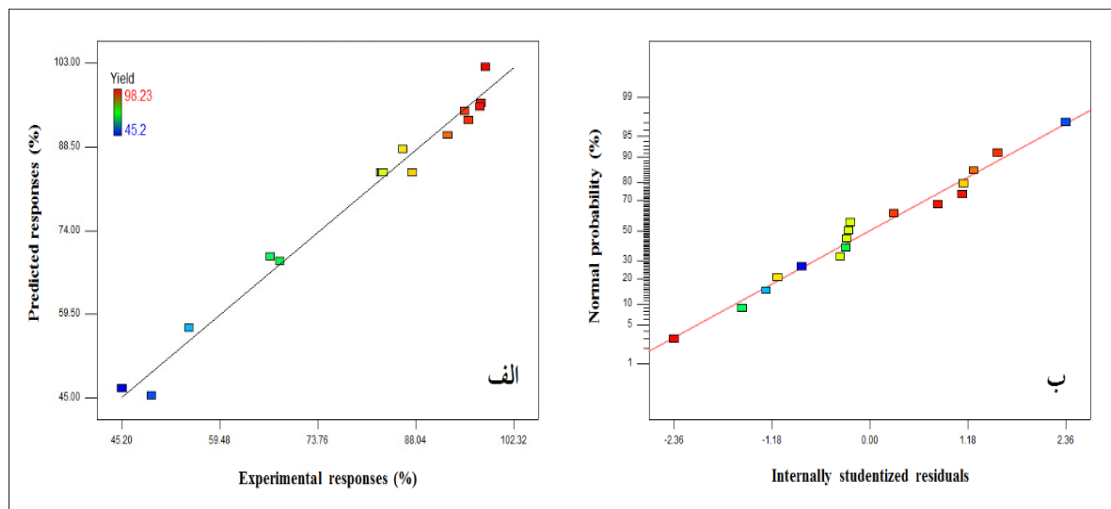 Predicted responses (%)
103.00
88.50
74.00
59.50
45.00
Yield
98.23
45.2
الف
45.20 59.48 73.76 88.04 102.32
Experimental responses (%)
Normal probability (%)
99
95
90
80
70
50
30
20
10
5
1
ب
-2.36 -1.18 0.00 1.18 2.36
Internally studentized residuals